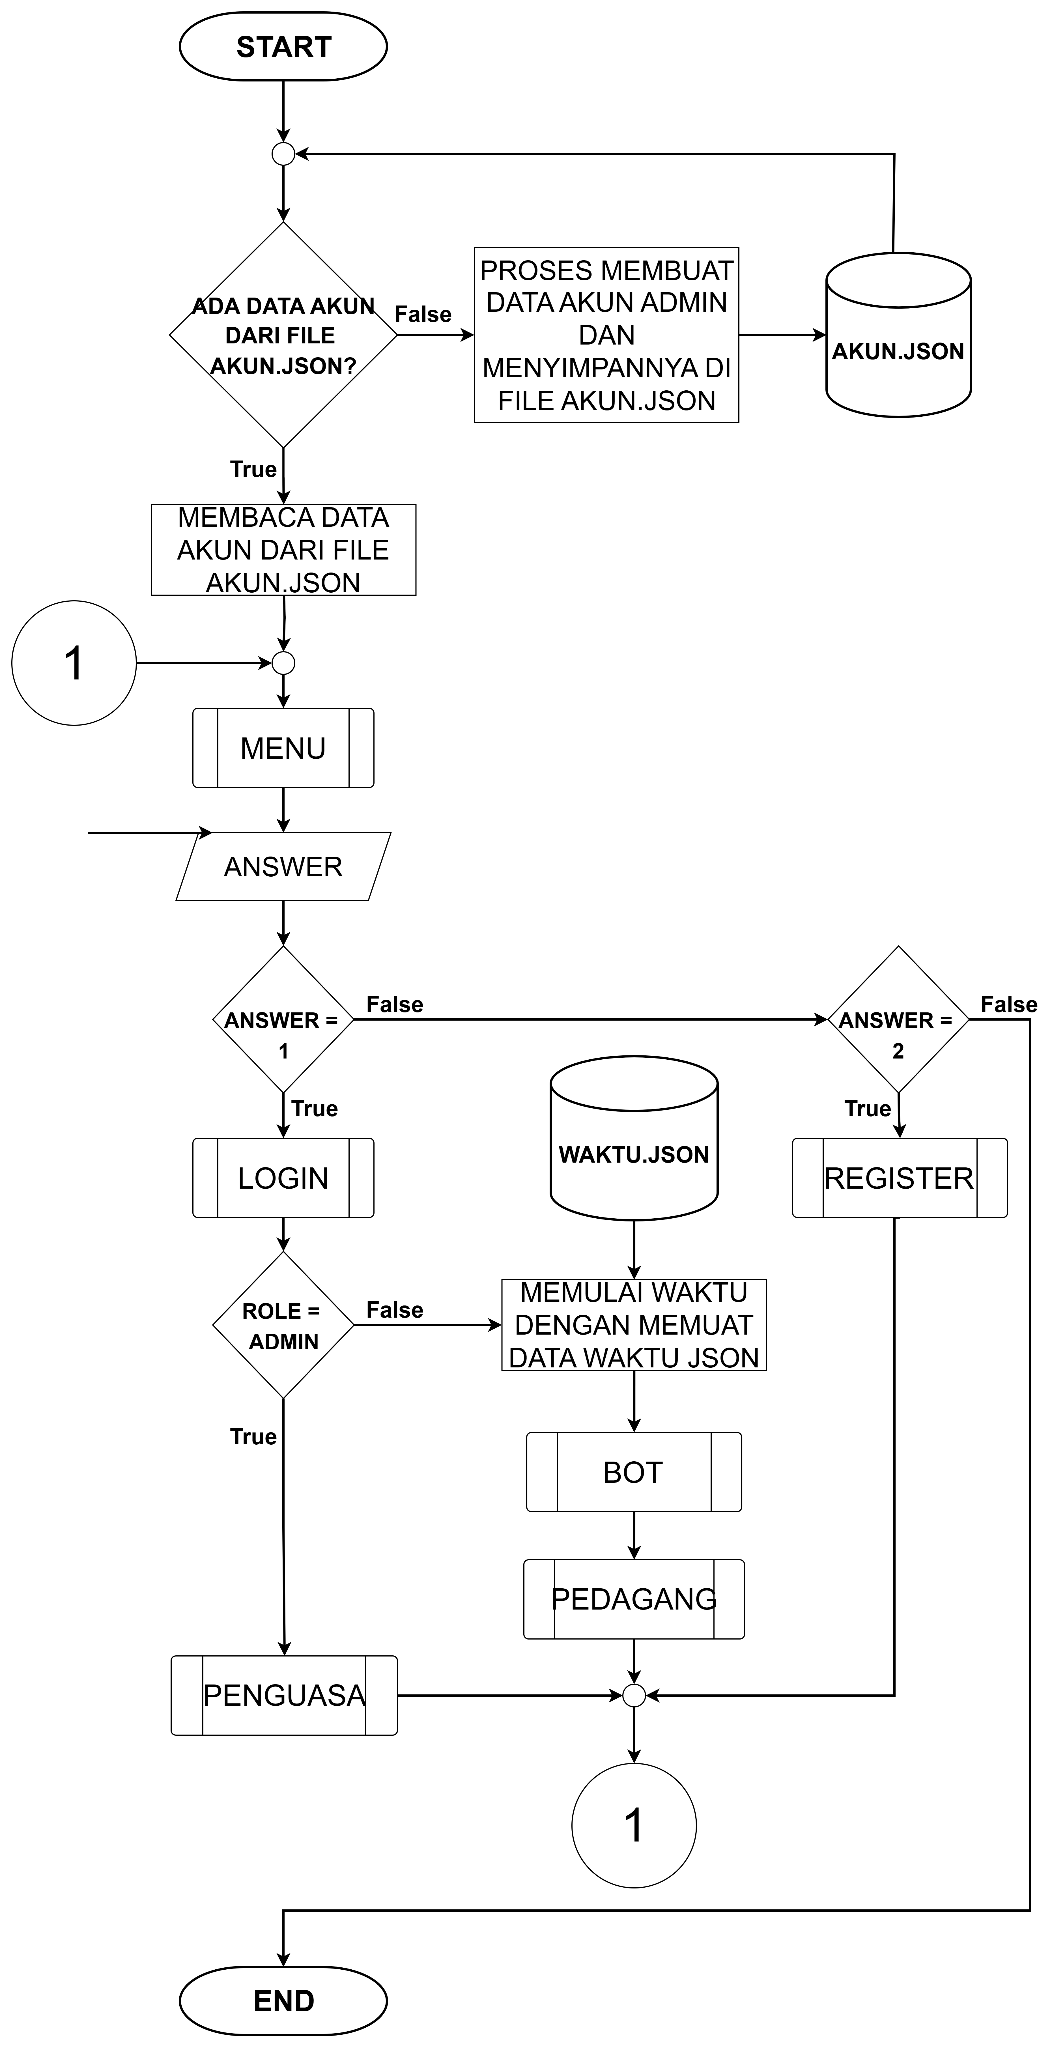 START
ADA DATA AKUN
DARI FILE
AKUN.JSON?
False
PROSES MEMBUAT
DATA AKUN ADMIN
DAN
MENYIMPANNYA DI
FILE AKUN.JSON
AKUN.JSON
True
MEMBACA DATA
AKUN DARI FILE
AKUN.JSON
1
MENU
ANSWER
ANSWER =
1
False
ANSWER =
2
False
True
True
LOGIN
WAKTU.JSON
REGISTER
ROLE =
ADMIN
False
MEMULAI WAKTU
DENGAN MEMUAT
DATA WAKTU JSON
True
BOT
PEDAGANG
PENGUASA
1
END